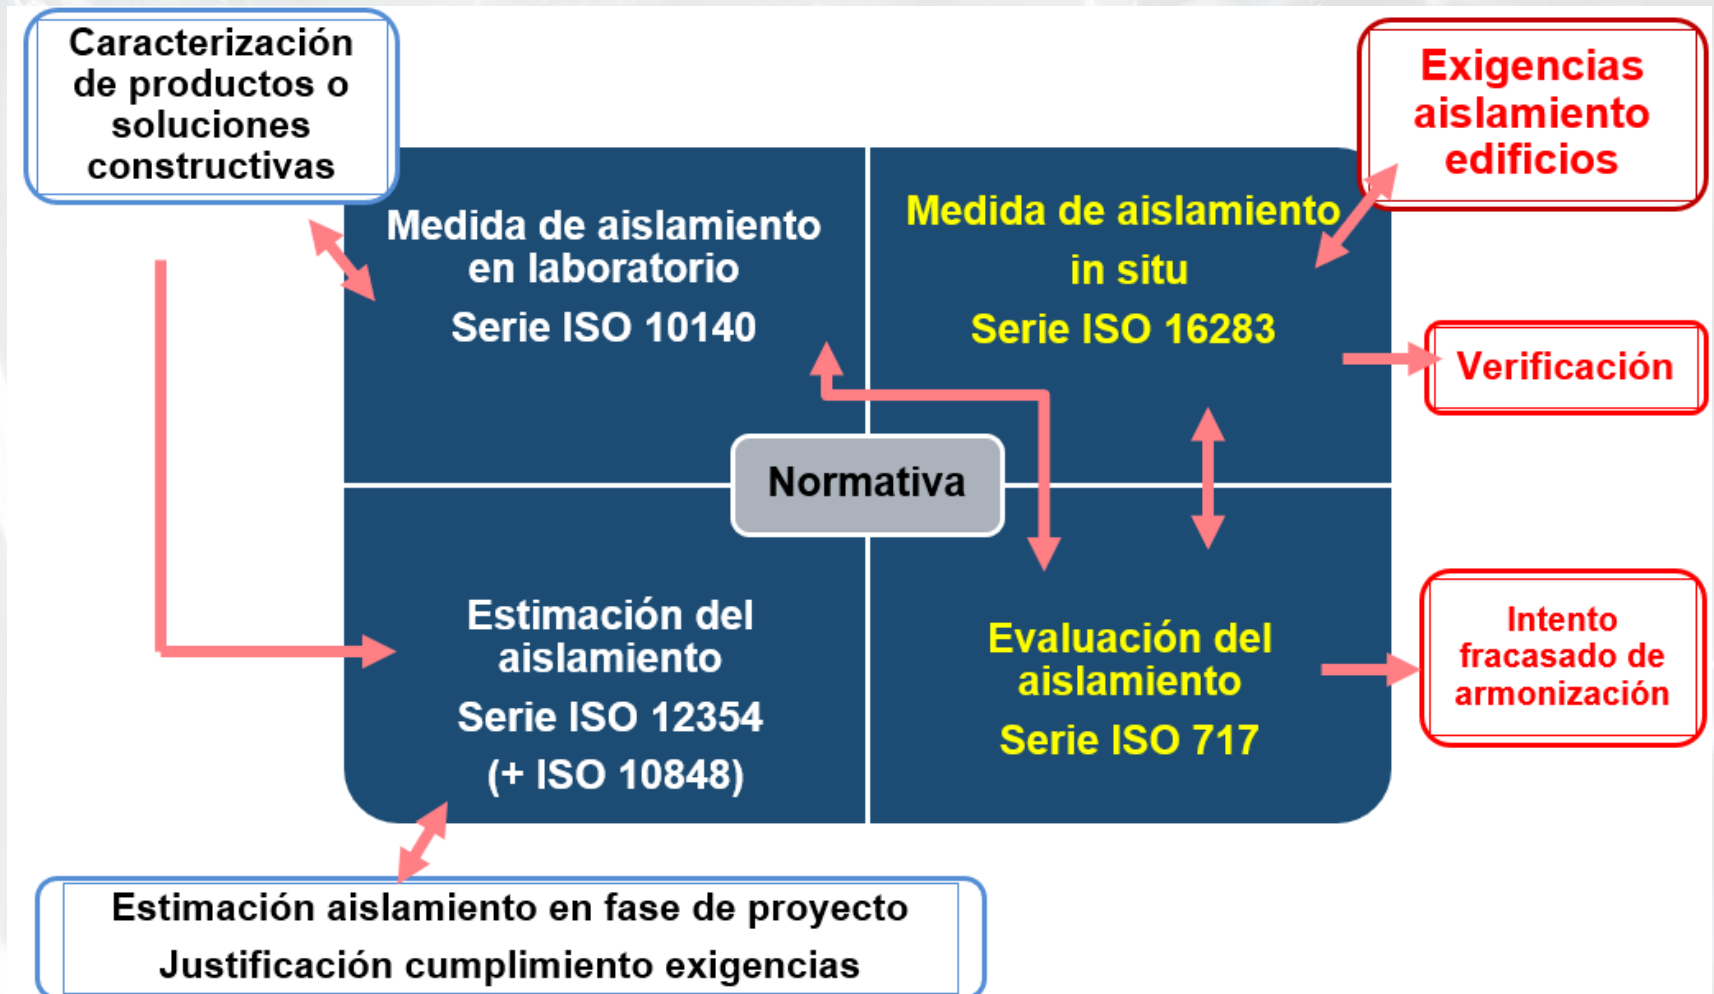 Caracterización
de productos o
soluciones
constructivas
Exigencias
aislamiento
edificios
Medida de aislamiento
en laboratorio
Serie ISO 10140
Medida de aislamiento
in situ
Serie ISO 16283
Verificación
Normativa
Estimación del
aislamiento
Serie ISO 12354
(+ ISO 10848)
Evaluación del
aislamiento
Serie ISO 717
Intento
fracasado de
armonización
Estimación aislamiento en fase de proyecto
Justificación cumplimiento exigencias